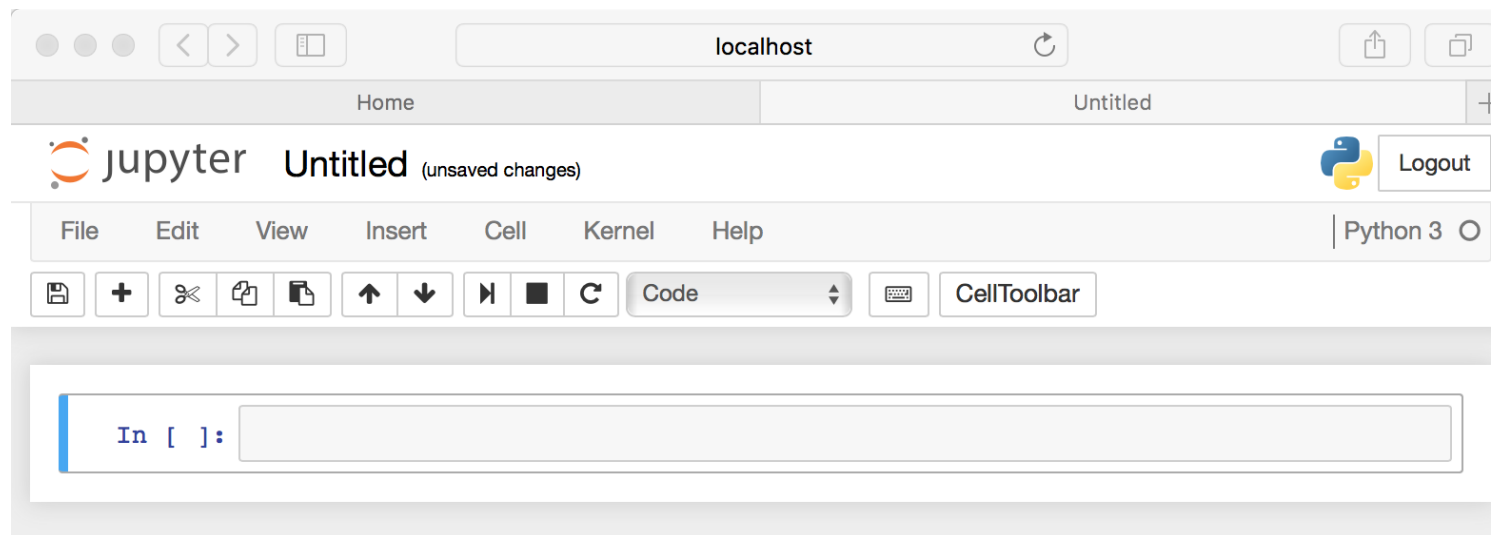 localhost
Home Untitled
jupyter Untitled (unsaved changes) Logout
File Edit View Insert Cell Kernel Help Python 3
Code CellToolbar
In [ ]: